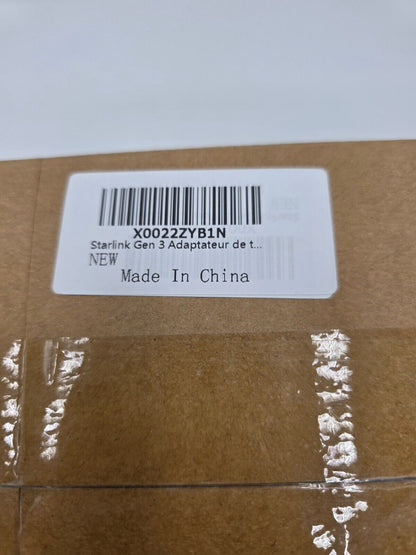 X0022ZYB1N
Starlink Gen 3 Adaptateur de t...
NEW
Made In China